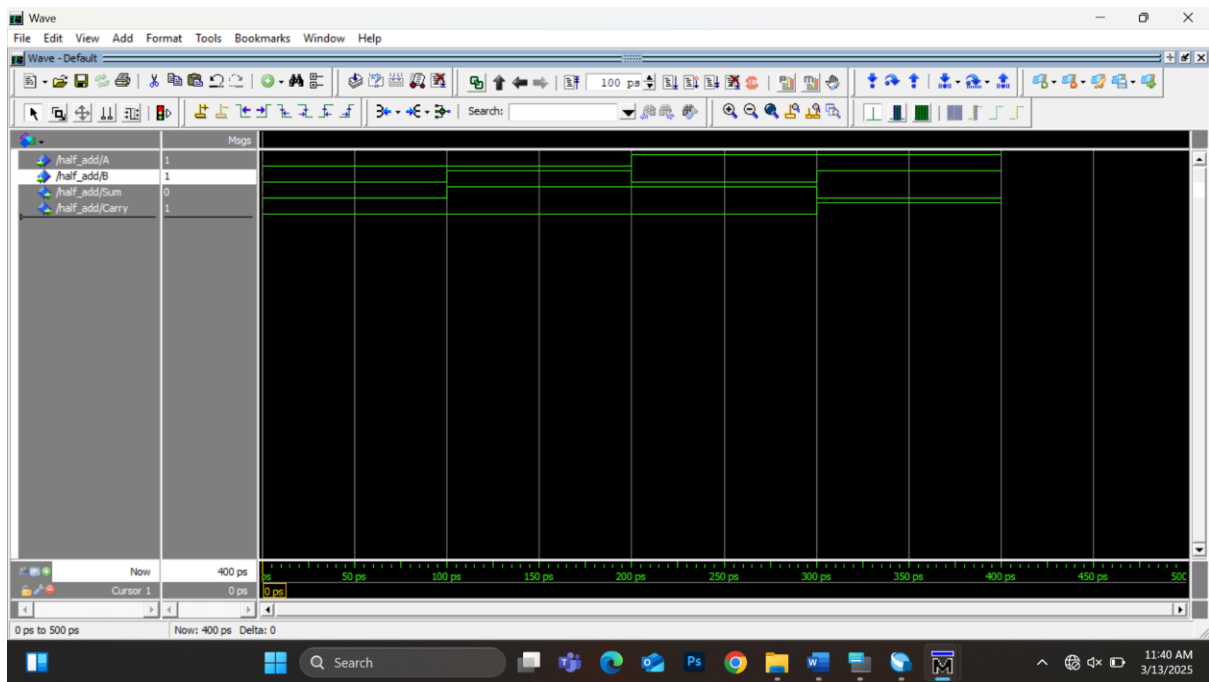 Wave
File Edit View Add Format Tools Bookmarks Window Help
Wave - Default
100 ps
Search:
Msgs
/half_add/A 1
/half_add/B 1
/half_add/Sum 0
/half_add/Carry 1
Now 400 ps
ps 50 ps 100 ps 150 ps 200 ps 250 ps 300 ps 350 ps 400 ps 450 ps 500
Cursor 1 0 ps 0 ps
0 ps to 500 ps Now: 400 ps Delta: 0
Search Ps W M 11:40 AM
3/13/2025